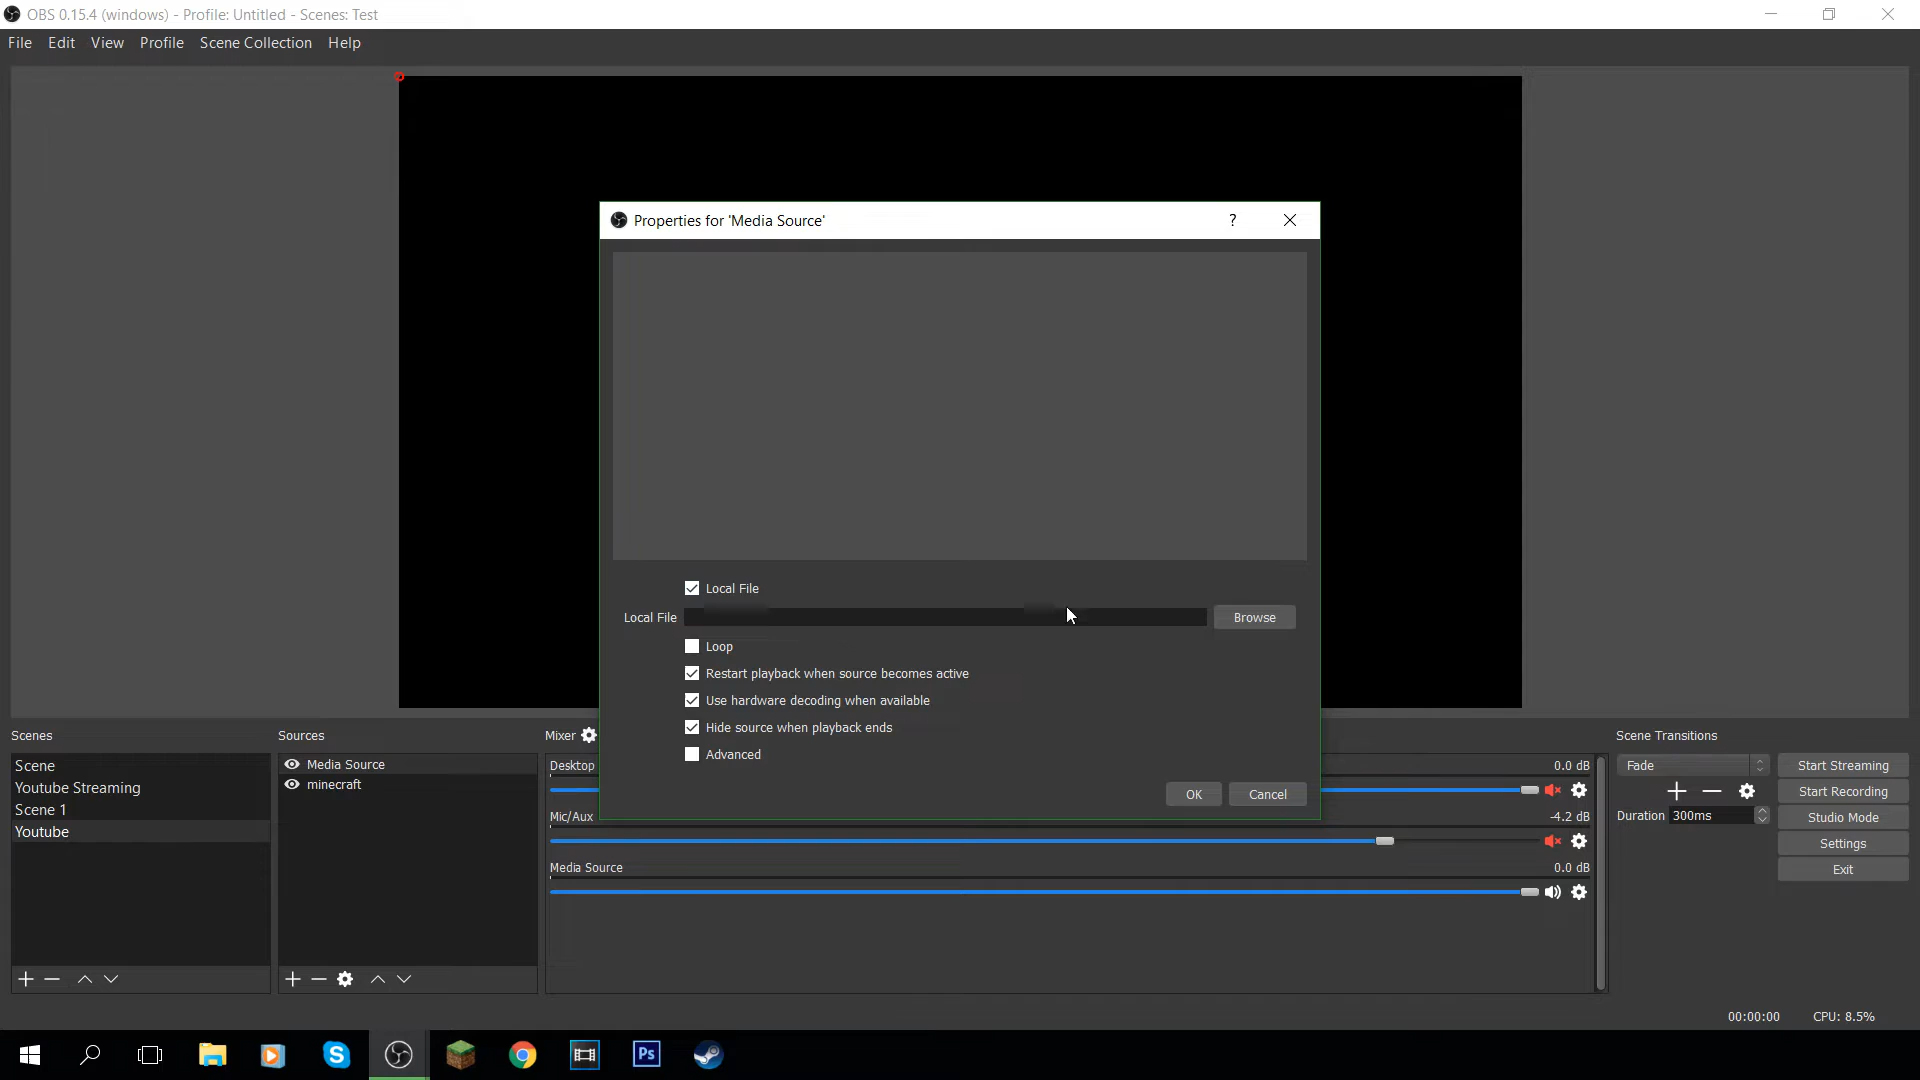 OBS 0.15.4 (windows) - Profile: Untitled - Scenes: Test
File Edit View Profile Scene Collection Help
Properties for 'Media Source'
?
Local File
Local File
Browse
Loop
Restart playback when source becomes active
Use hardware decoding when available
Hide source when playback ends
Advanced
OK Cancel
Scenes
Scene
Youtube Streaming
Scene 1
Youtube
Sources
Media Source
minecraft
Mixer
Desktop
0.0 dB
Mic/Aux
-4.2 dB
Media Source
0.0 dB
Scene Transitions
Fade
Duration 300ms
Start Streaming
Start Recording
Studio Mode
Settings
Exit
00:00:00 CPU: 8.5%
Ps